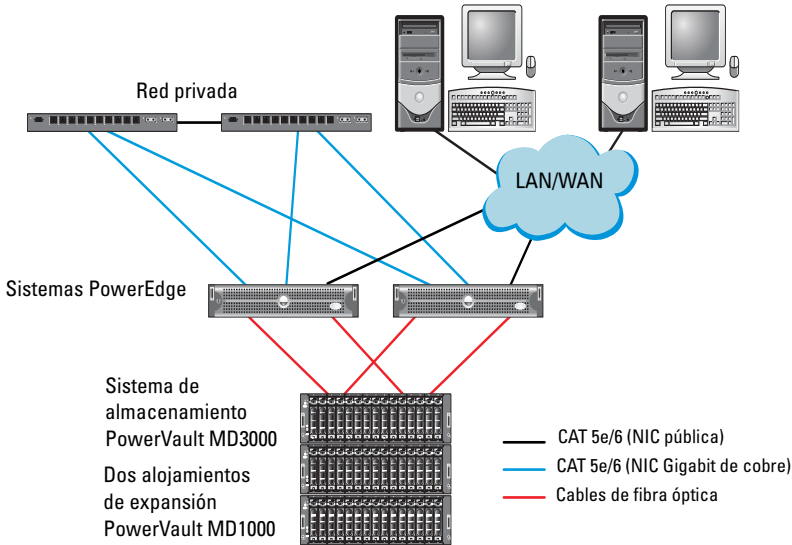 Red privada
LAN/WAN
Sistemas PowerEdge
Sistema de
almacenamiento
PowerVault MD3000
Dos alojamientos
de expansión
PowerVault MD1000
CAT 5e/6 (NIC pública)
CAT 5e/6 (NIC Gigabit de cobre)
Cables de fibra óptica